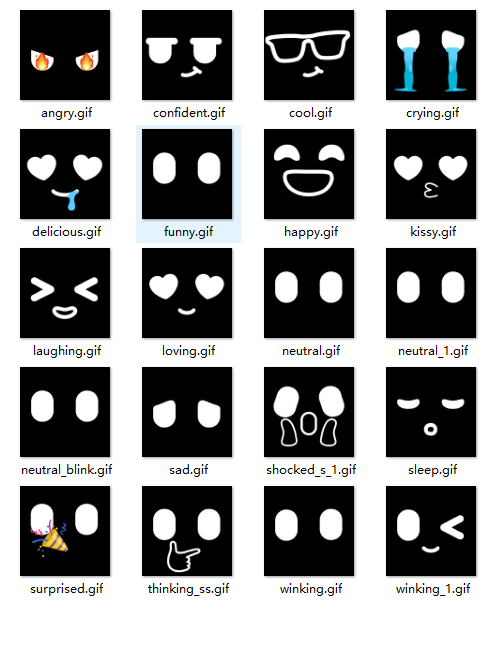 angry.gif
confident.gif
cool.gif
crying.gif
delicious.gif
funny.gif
happy.gif
kissy.gif
laughing.gif
loving.gif
neutral.gif
neutral_1.gif
neutral_blink.gif
sad.gif
shocked_s_1.gif
sleep.gif
surprised.gif
thinking_ss.gif
winking.gif
winking_1.gif